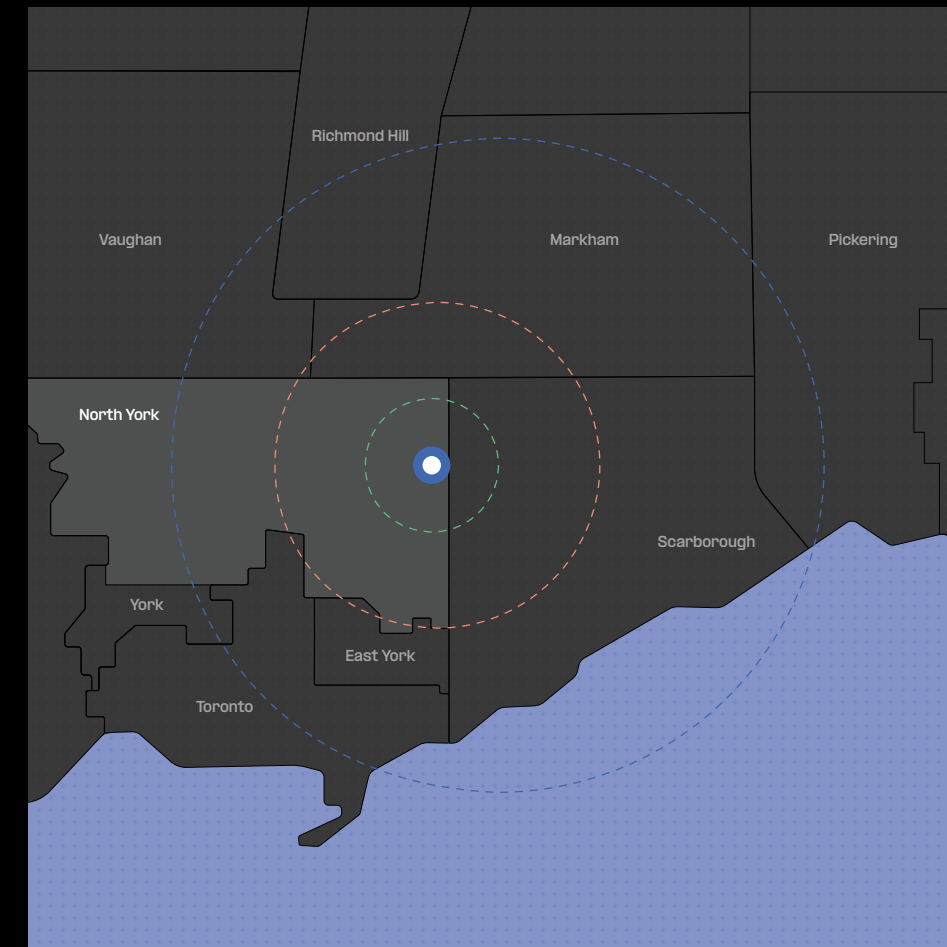 Richmond Hill
Vaughan
Markham
Pickering
North York
Scarborough
York
East York
Toronto